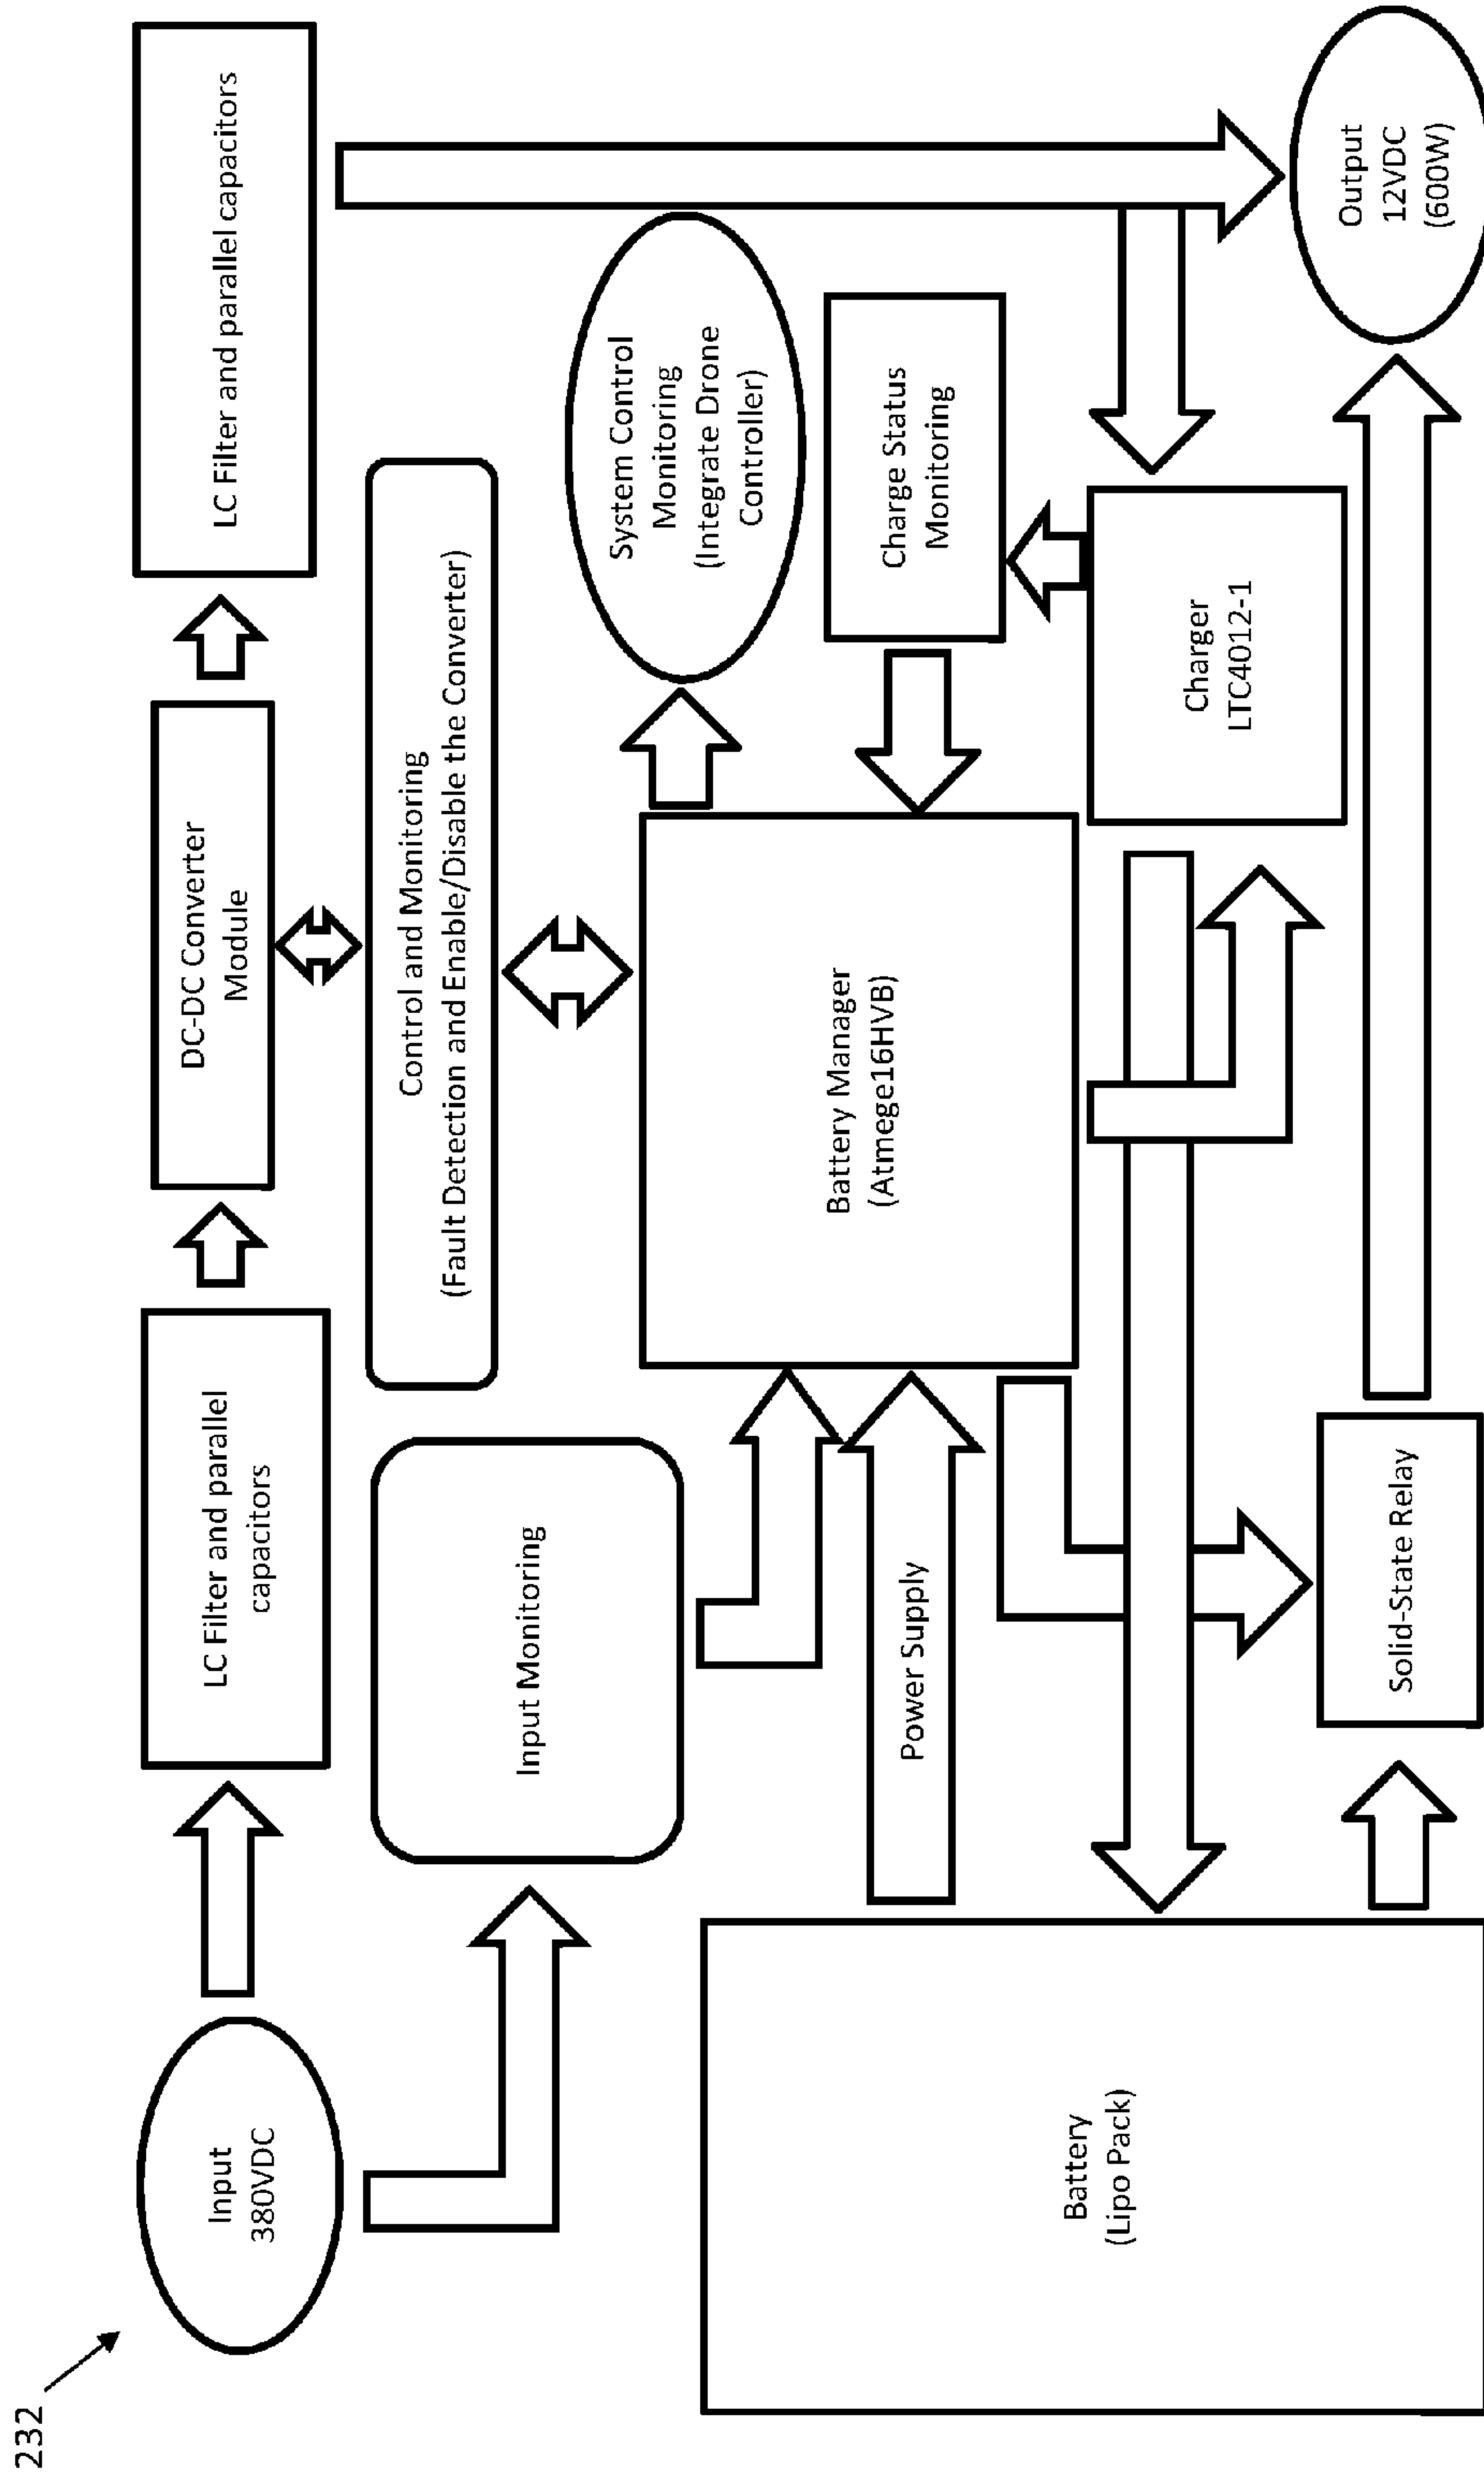 232
Input
380VDC
LC Filter and parallel
capacitors
DC-DC Converter
Module
LC Filter and parallel capacitors
Control and Monitoring
(Fault Detection and Enable/Disable the Converter)
Input Monitoring
System Control
Monitoring
(Integrate Drone
Controller)
Battery Manager
(Atmege16HVB)
Charge Status
Monitoring
Power Supply
Battery
(Lipo Pack)
Charger
LTC4012-1
Solid-State Relay
Output
12VDC
(600W)